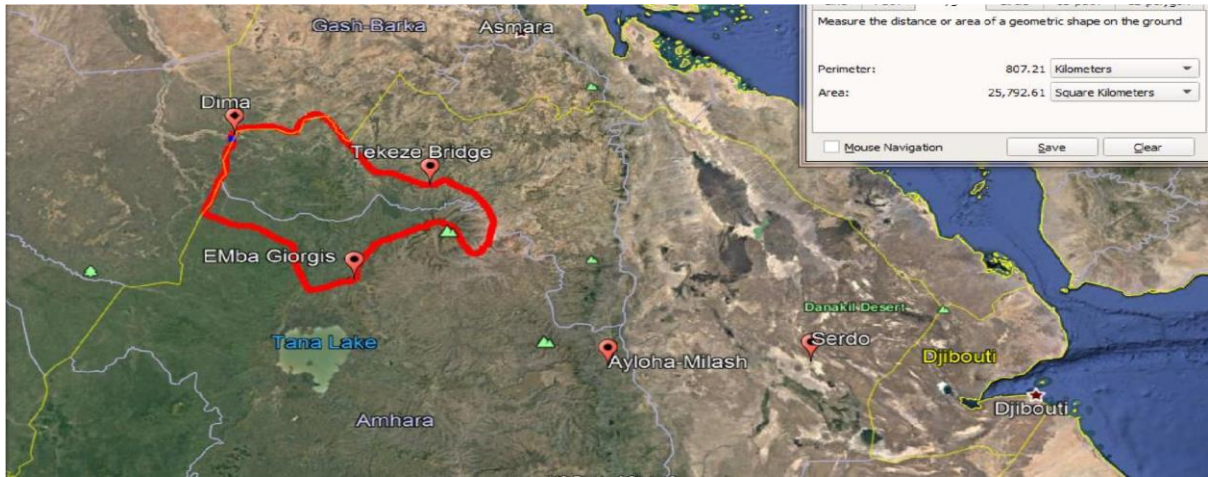 Gash-Barka
Asmara
Measure the distance or area of a geometric shape on the ground
Perimeter: 807.21 Kilometers
Area: 25,792.61 Square Kilometers
Mouse Navigation Save Clear
Dima
Tekeze Bridge
EMba Giorgis
Danakil Desert
Tana Lake
Ayloha-Milash
Serdo
Djibouti
Djibouti
Amhara